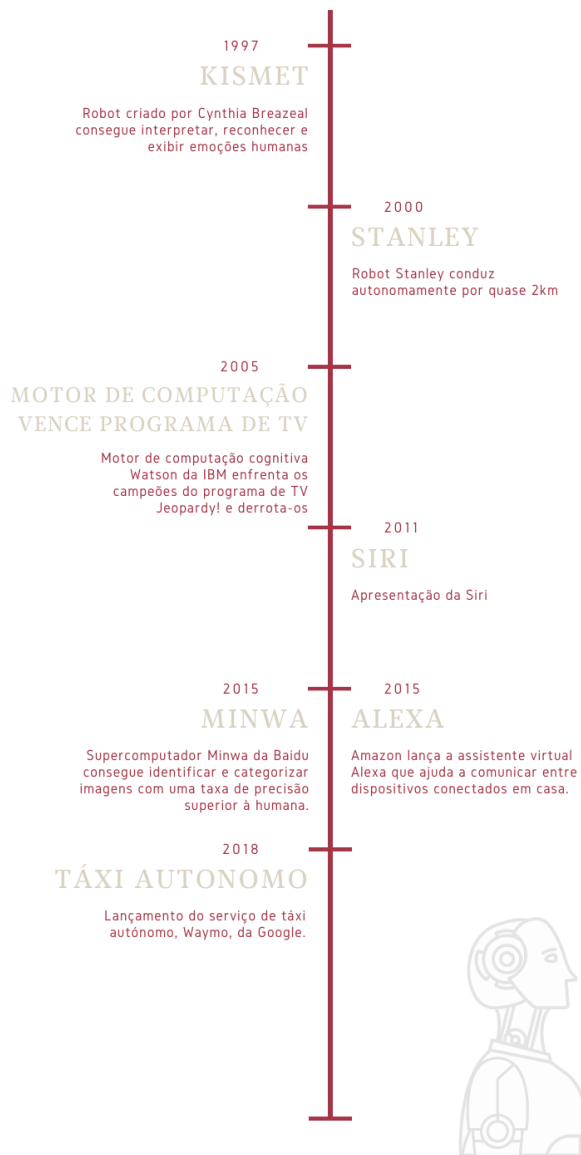 1997
KISMET
Robot criado por Cynthia Breazeal
consegue interpretar, reconhecer e
exibir emoções humanas
2000
STANLEY
Robot Stanley conduz
autonomamente por quase 2km
2005
MOTOR DE COMPUTAÇÃO
VENCE PROGRAMA DE TV
Motor de computação cognitiva
Watson da IBM enfrenta os
campeões do programa de TV
Jeopardy! e derrota-os
2011
SIRI
Apresentação da Siri
2015
MINWA
Supercomputador Minwa da Baidu
consegue identificar e categorizar
imagens com uma taxa de precisão
superior à humana.
2015
ALEXA
Amazon lança a assistente virtual
Alexa que ajuda a comunicar entre
dispositivos conectados em casa.
2018
TÁXI AUTONOMO
Lançamento do serviço de táxi
autónomo, Waymo, da Google.